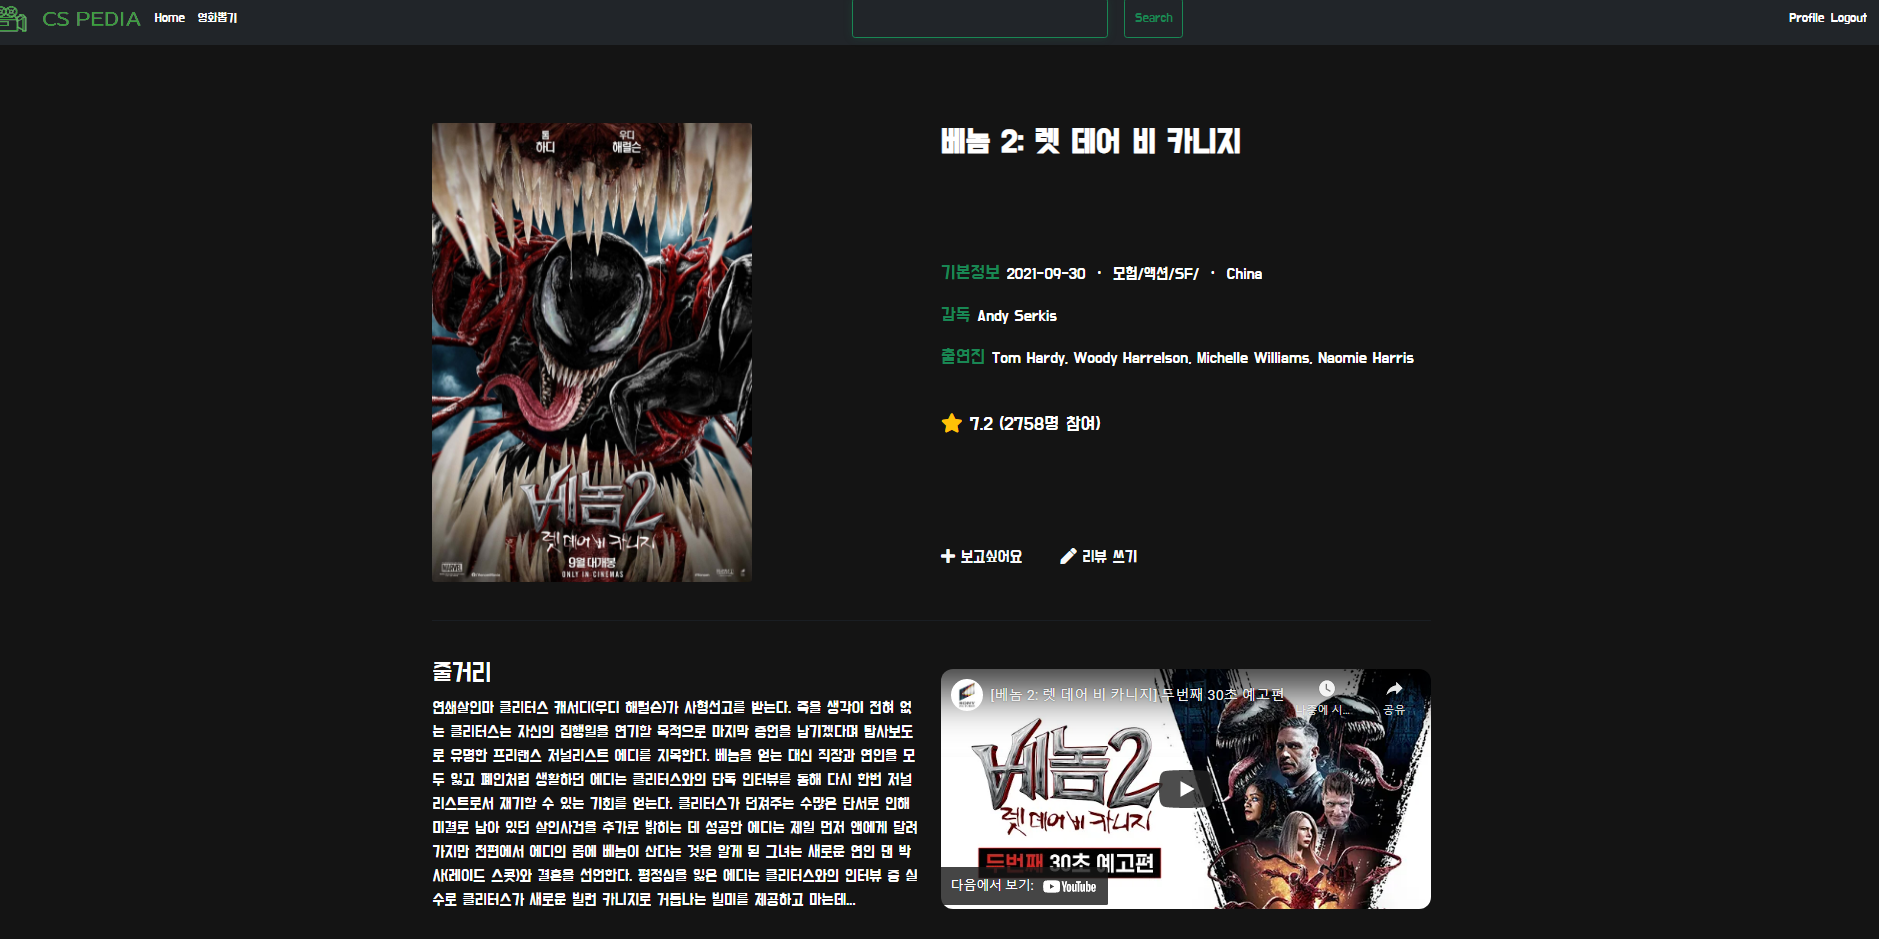 CS PEDIA Home 영화뽑기 Search Profile Logout
톰 우디
하디 해럴슨
베놈2
렛 데어 비 카니지
9월 대개봉
ONLY IN CINEMAS
MARVEL
베놈 2: 렛 데어 비 카니지
기본정보 2021-09-30 · 모험/액션/SF/ · China
감독 Andy Serkis
출연진 Tom Hardy, Woody Harrelson, Michelle Williams, Naomie Harris
7.2 (2758명 참여)
보고싶어요 리뷰 쓰기
줄거리
연쇄살인마 클리터스 캐서디(우디 해럴슨)가 사형선고를 받는다. 죽을 생각이 전혀 없
는 클리터스는 자신의 집행일을 연기할 목적으로 마지막 증언을 남기겠다며 탐사보도
로 유명한 프리랜스 저널리스트 에디를 지목한다. 베놈을 얻는 대신 직장과 연인을 모
두 잃고 폐인처럼 생활하던 에디는 클리터스와의 단독 인터뷰를 통해 다시 한번 저널
리스트로서 재기할 수 있는 기회를 얻는다. 클리터스가 던져주는 수많은 단서로 인해
미결로 남아 있던 살인사건을 추가로 밝히는 데 성공한 에디는 제일 먼저 앤에게 달려
가지만 전편에서 에디의 몸에 베놈이 산다는 것을 알게 된 그녀는 새로운 연인 댄 박
사(레이드 스콧)와 결혼을 선언한다. 평정심을 잃은 에디는 클리터스와의 인터뷰 중 실
수로 클리터스가 새로운 빌런 카니지로 거듭나는 빌미를 제공하고 마는데...
[베놈 2: 렛 데어 비 카니지] 두번째 30초 예고편
나중에 시... 공유
베놈2
렛 데어 비 카니지
두번째 30초 예고편
다음에서 보기: YouTube